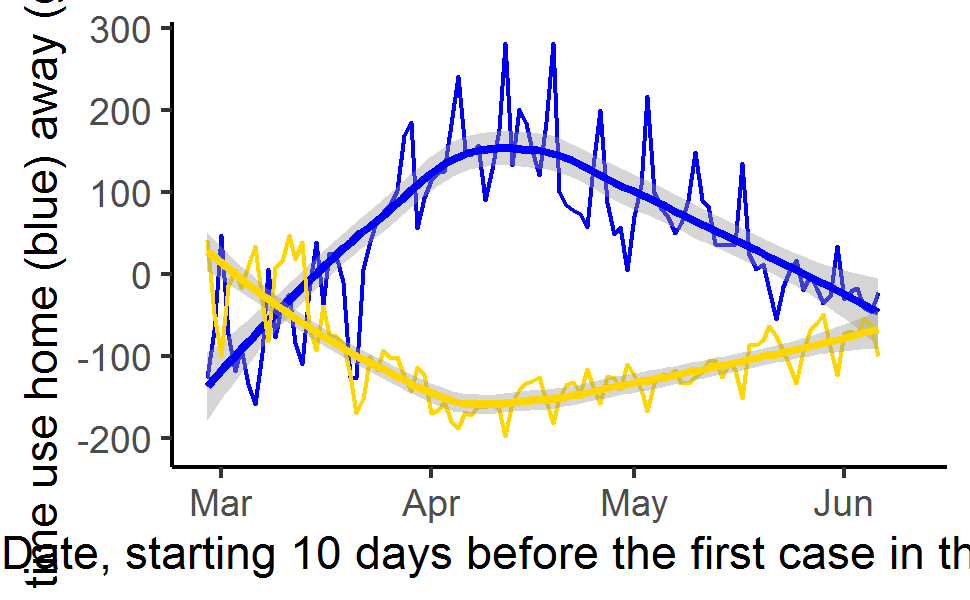 300
200
100
0
-100
-200
Mar Apr May Jun
Date, starting 10 days before the first case in th
time use home (blue) away (g